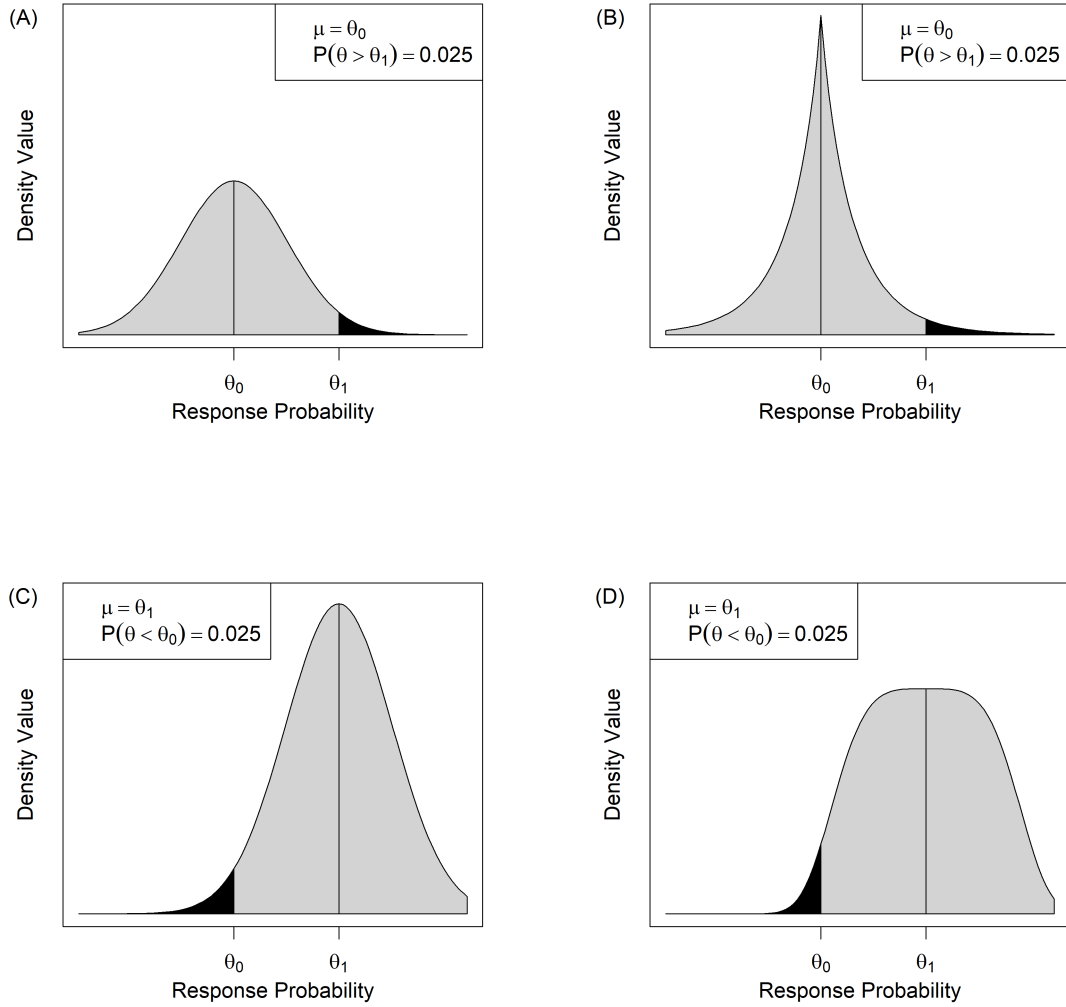 (A)
μ = θ₀
P(θ > θ₁) = 0.025
Density Value
θ₀
θ₁
Response Probability
(B)
μ = θ₀
P(θ > θ₁) = 0.025
Density Value
θ₀
θ₁
Response Probability
(C)
μ = θ₁
P(θ < θ₀) = 0.025
Density Value
θ₀
θ₁
Response Probability
(D)
μ = θ₁
P(θ < θ₀) = 0.025
Density Value
θ₀
θ₁
Response Probability